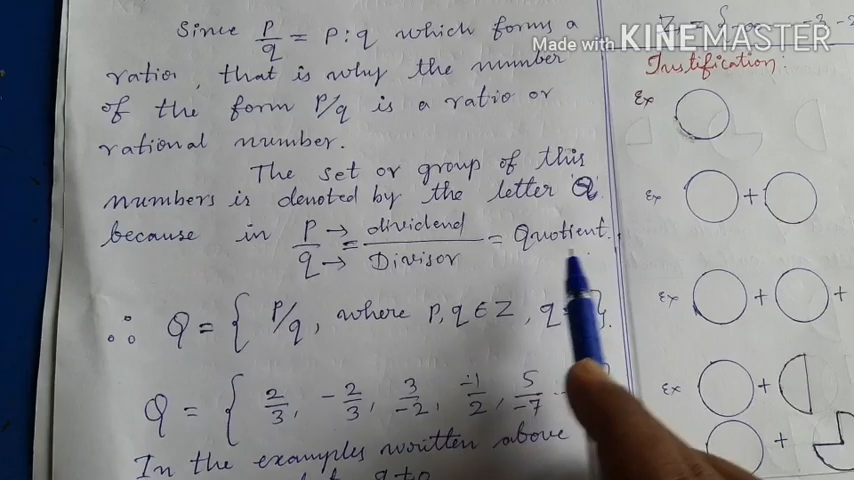 Since P/q = P:q which forms a
ratio, that is why the number
of the form P/q is a ratio or
rational number.
The set or group of this
numbers is denoted by the letter 'Q'
because in P/q → → = dividend/Divisor = Quotient.
∴ Q = { P/q, where P, q ∈ Z, q }.
Q = { 2/3, -2/3, 3/-2, -1/2, 5/-7
In the examples written above
q ≠ 0
Made with KINEMASTER
Z = { -∞ -3 -2
Justification:
Ex
Ex +
Ex + +
Ex +
+